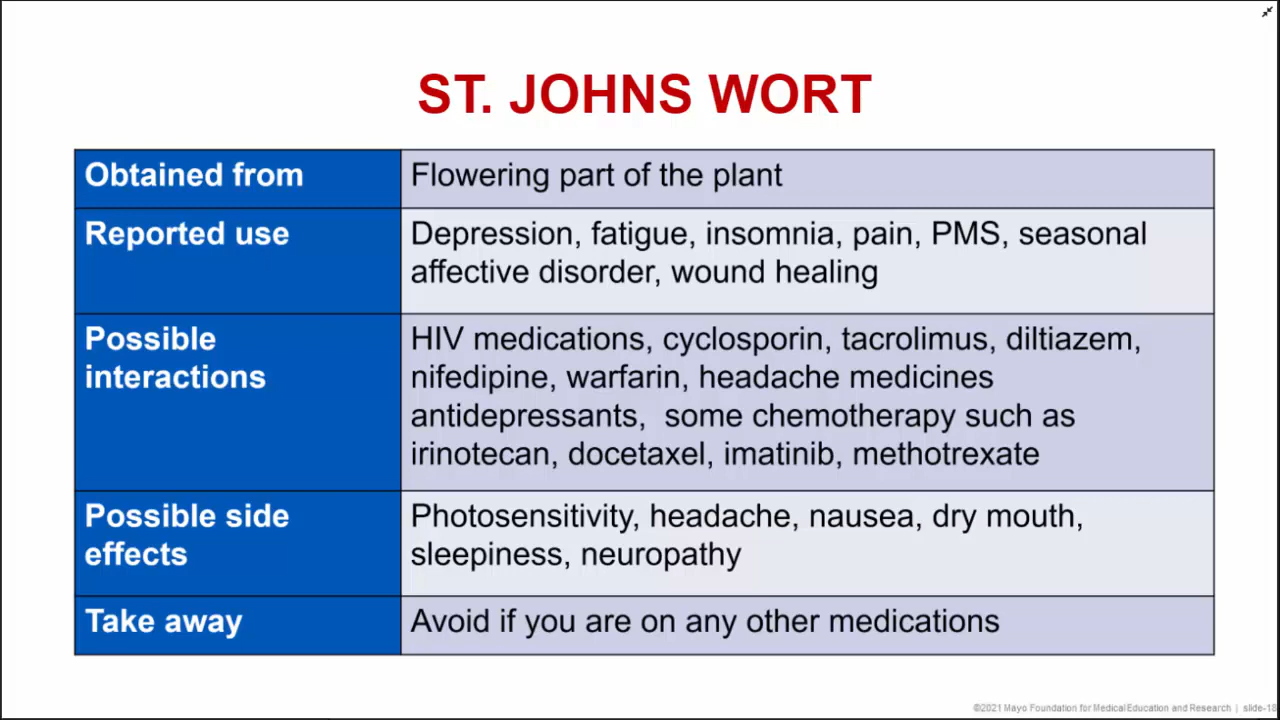 ST. JOHNS WORT
Obtained from
Flowering part of the plant
Reported use
Depression, fatigue, insomnia, pain, PMS, seasonal
affective disorder, wound healing
Possible
interactions
HIV medications, cyclosporin, tacrolimus, diltiazem,
nifedipine, warfarin, headache medicines
antidepressants,  some chemotherapy such as
irinotecan, docetaxel, imatinib, methotrexate
Possible side
effects
Photosensitivity, headache, nausea, dry mouth,
sleepiness, neuropathy
Take away
Avoid if you are on any other medications
©2021 Mayo Foundation for Medical Education and Research | slide-18